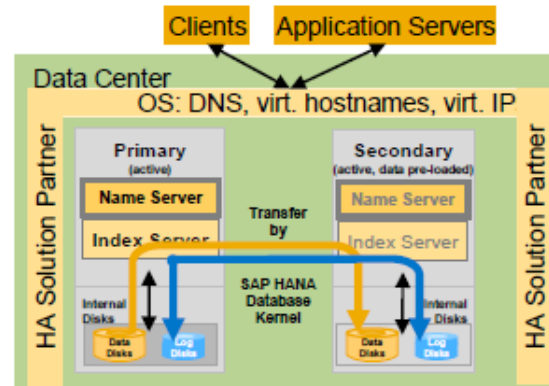 Clients
Application Servers
Data Center
OS: DNS, virt. hostnames, virt. IP
HA Solution Partner
Primary
(active)
Name Server
Index Server
Internal
Disks
Data
Disks
Log
Disks
Transfer
by
SAP HANA
Database
Kernel
Secondary
(active, data pre-loaded)
Name Server
Index Server
Internal
Disks
Data
Disks
Log
Disks
HA Solution Partner